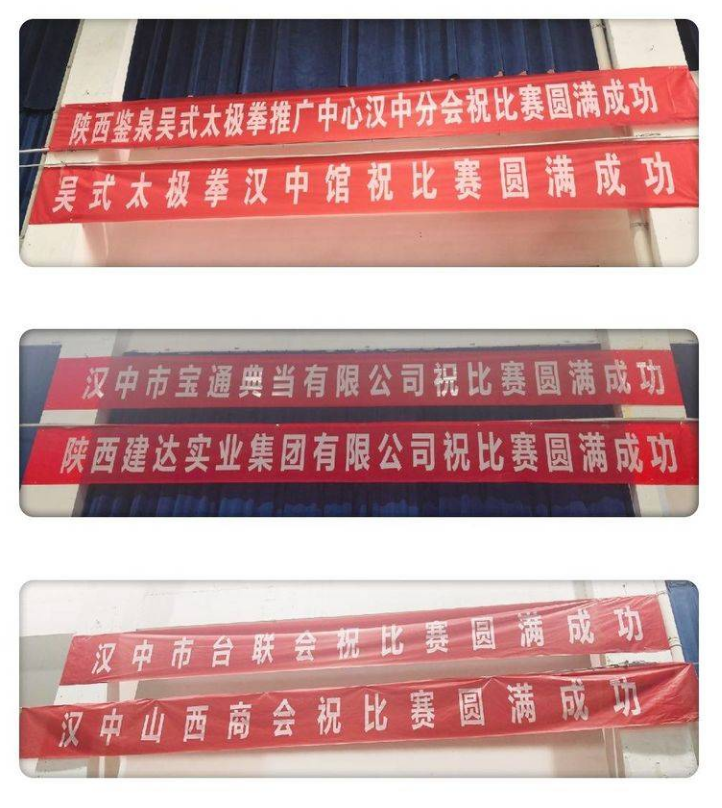 陕西鉴泉吴式太极拳推广中心汉中分会祝比赛圆满成功
吴式太极拳汉中馆祝比赛圆满成功
汉中市宝通典当有限公司祝比赛圆满成功
陕西建达实业集团有限公司祝比赛圆满成功
汉中市台联会祝比赛圆满成功
汉中山西商会祝比赛圆满成功